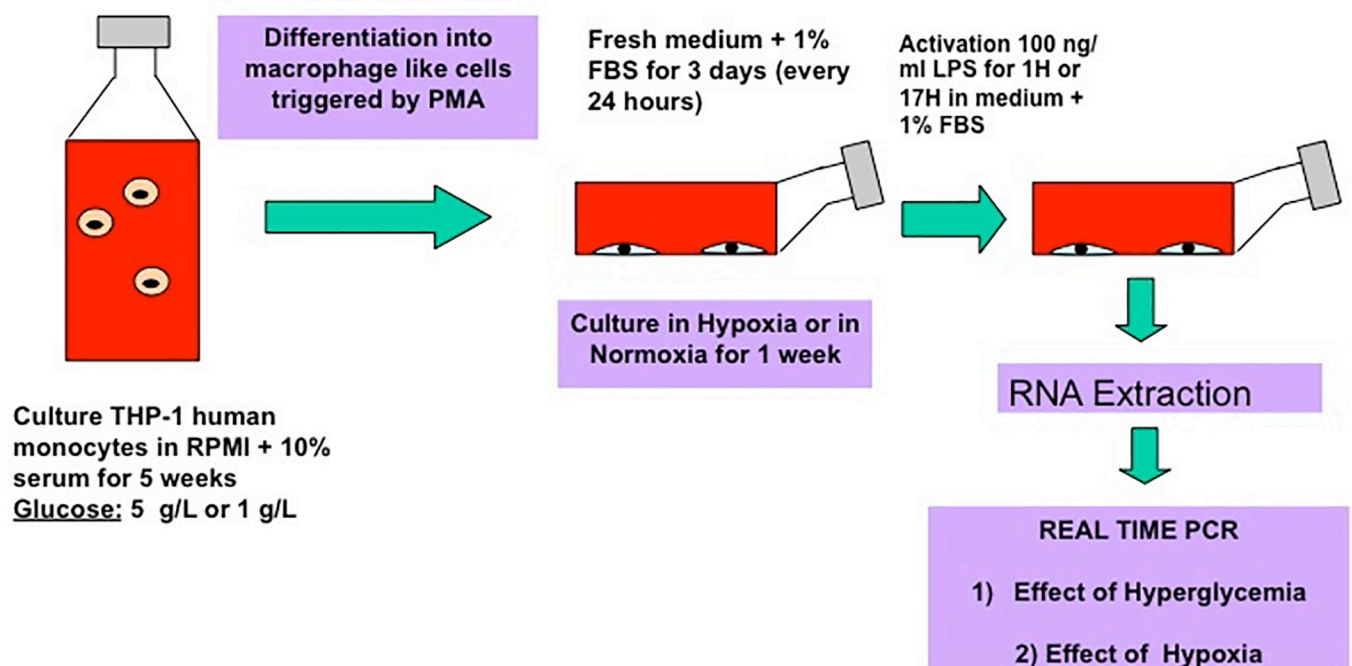 Differentiation into
macrophage like cells
triggered by PMA
Fresh medium + 1%
FBS for 3 days (every
24 hours)
Activation 100 ng/
ml LPS for 1H or
17H in medium +
1% FBS
Culture in Hypoxia or in
Normoxia for 1 week
Culture THP-1 human
monocytes in RPMI + 10%
serum for 5 weeks
Glucose: 5 g/L or 1 g/L
RNA Extraction
REAL TIME PCR
1) Effect of Hyperglycemia
2) Effect of Hypoxia